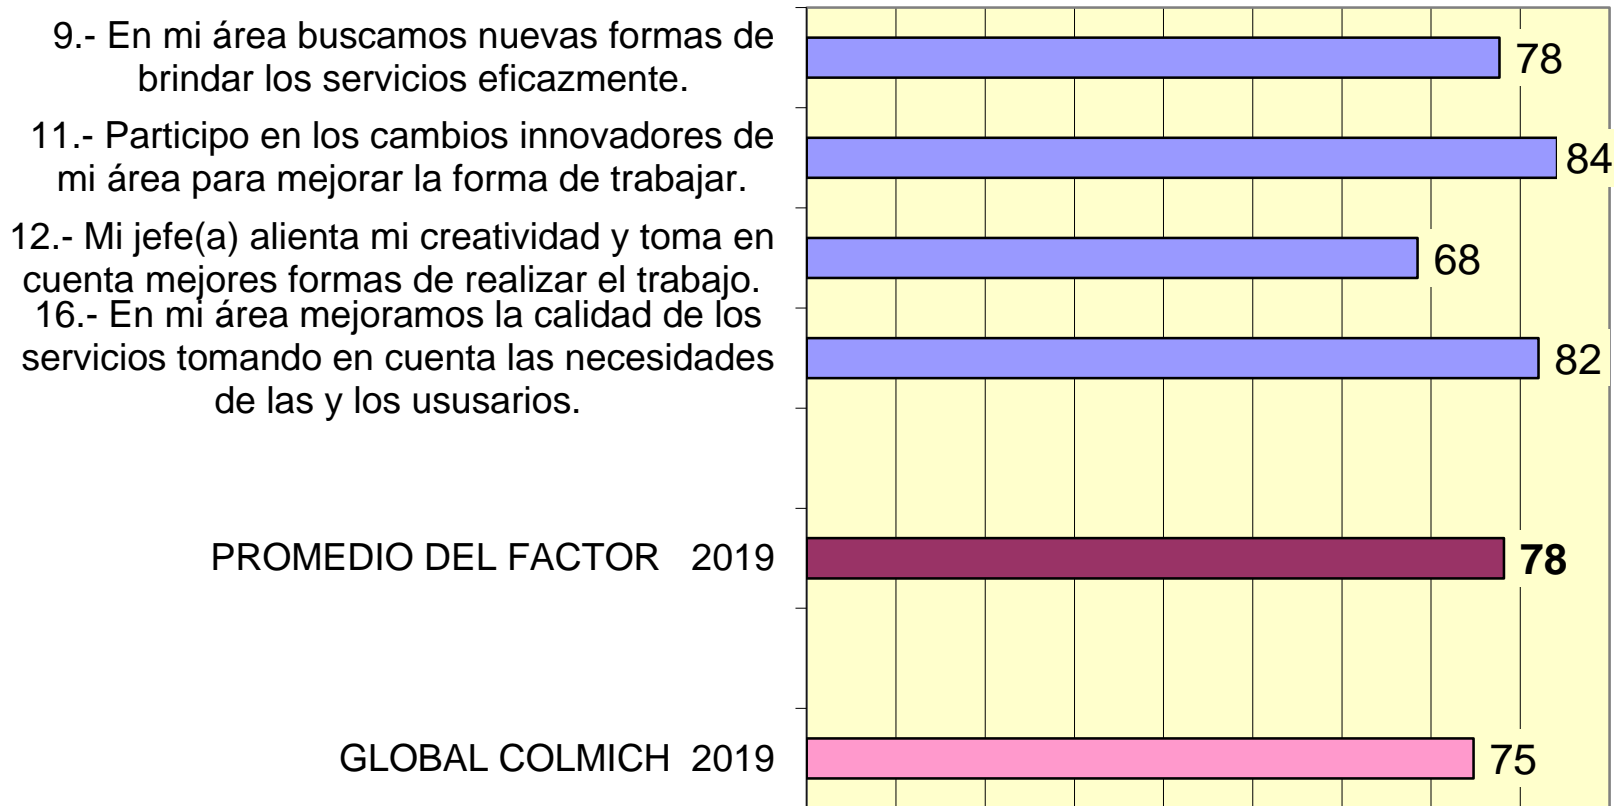 9.- En mi área buscamos nuevas formas de
brindar los servicios eficazmente.
78
11.- Participo en los cambios innovadores de
mi área para mejorar la forma de trabajar.
84
12.- Mi jefe(a) alienta mi creatividad y toma en
cuenta mejores formas de realizar el trabajo.
68
16.- En mi área mejoramos la calidad de los
servicios tomando en cuenta las necesidades
de las y los ususarios.
82
PROMEDIO DEL FACTOR 2019
78
GLOBAL COLMICH 2019
75